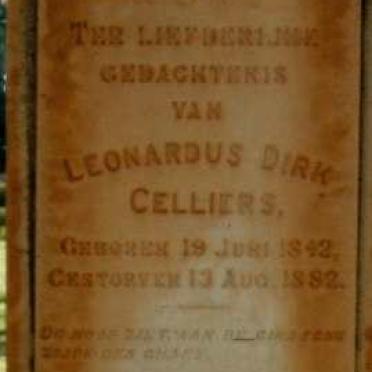 TER LIEFDERIJKE
GEDACHTENIS
VAN
LEONARDUS DIRK
CELLIERS,
GEBOREN 19 JUNI 1842,
GESTORVEN 13 AUG. 1882.